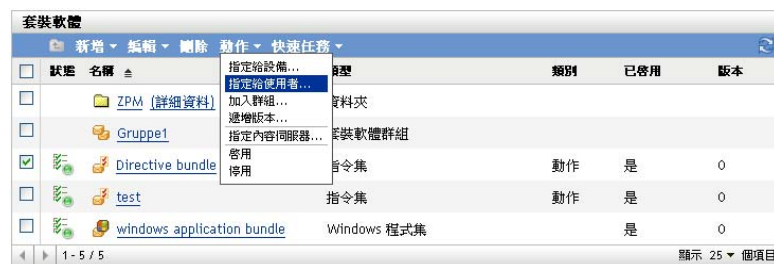 套裝軟體
新增 編輯 刪除 動作 快速任務
狀態 名稱 類型 類別 已啓用 版本
指定給設備...
指定給使用者...
加入群組...
遞增版本...
指定內容伺服器...
啓用
停用
ZPM (詳細資料) 資料夾
Gruppe1 套裝軟體群組
Directive bundle 指令集 動作 是 0
test 指令集 動作 是 0
windows application bundle Windows 程式集 是 0
1 - 5 / 5 顯示 25 個項目